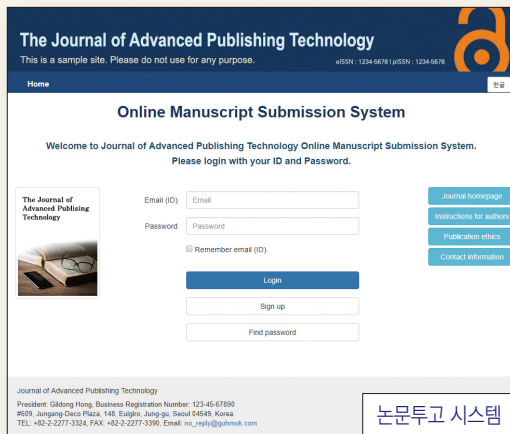 The Journal of Advanced Publishing Technology
This is a sample site. Please do not use for any purpose.
eISSN : 1234-5678 I pISSN : 1234-5678
Home
한글
Online Manuscript Submission System
Welcome to Journal of Advanced Publishing Technology Online Manuscript Submission System.
Please login with your ID and Password.
The Journal of
Advanced Publising
Technology
Email (ID)
Email
Password
Password
Remember email (ID).
Login
Sign up
Find password
Journal homepage
Instructions for authors
Publication ethics
Contact information
Journal of Advanced Publishing Technology
President: Gildong Hong, Business Registration Number: 123-45-67890
#609, Jungang-Deco Plaza, 148, Eulgiro, Jung-gu, Seoul 04549, Korea.
TEL: +82-2-2277-3324, FAX: +82-2-2277-3390, Email: no_reply@guhmok.com
논문투고 시스템